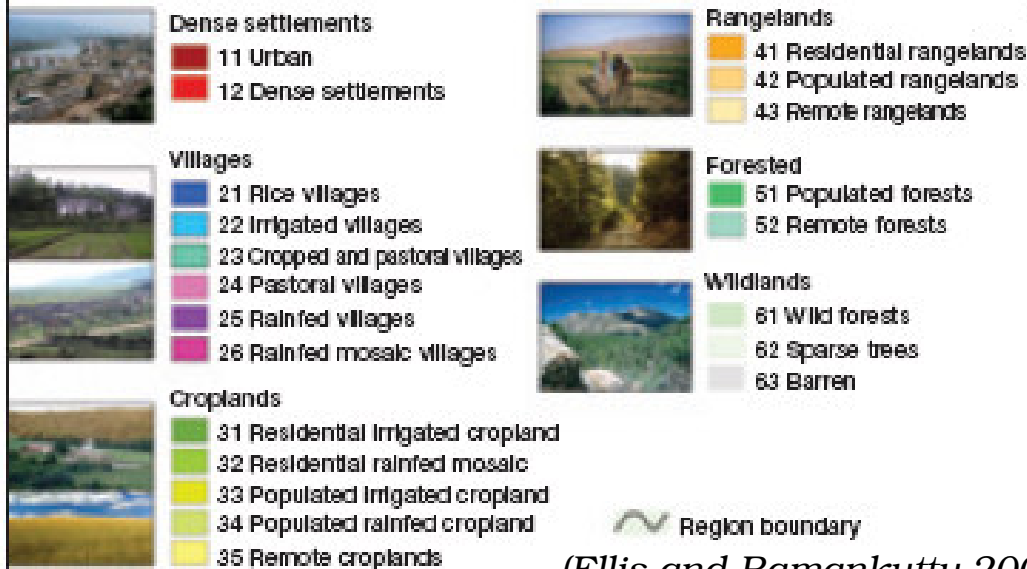 Dense settlements
11 Urban
12 Dense settlements
Villages
21 Rice villages
22 Irrigated villages
23 Cropped and pastoral villages
24 Pastoral villages
25 Rainfed villages
26 Rainfed mosaic villages
Croplands
31 Residential irrigated cropland
32 Residential rainfed mosaic
33 Populated irrigated cropland
34 Populated rainfed cropland
35 Remote croplands
Rangelands
41 Residential rangelands
42 Populated rangelands
43 Remote rangelands
Forested
51 Populated forests
52 Remote forests
Wildlands
61 Wild forests
62 Sparse trees
63 Barren
Region boundary
(Ellis and Ramankutty